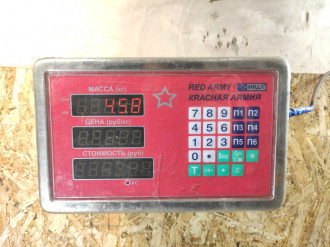 МАССА (кг)
4.58
ЦЕНА (руб/кг)
СТОИМОСТЬ (руб)
RED ARMY
КРАСНАЯ АРМИЯ
7 8 9 П1 П2
4 5 6 П3 П4
1 2 3 П5 П6
0
T